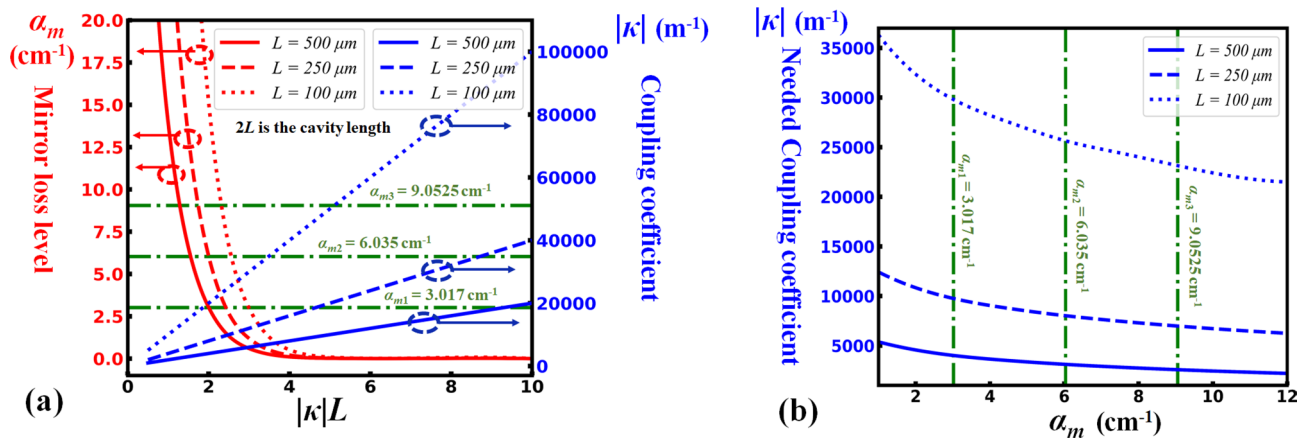 α_m
(cm⁻¹)
Mirror loss level
20.0
17.5
15.0
12.5
10.0
7.5
5.0
2.5
0.0
L = 500 μm
L = 250 μm
L = 100 μm
L = 500 μm
L = 250 μm
L = 100 μm
2L is the cavity length
α_m3 = 9.0525 cm⁻¹
α_m2 = 6.035 cm⁻¹
α_m1 = 3.017 cm⁻¹
|κ| (m⁻¹)
100000
80000
60000
40000
20000
0
Coupling coefficient
0 2 4 6 8 10
|κ|L
(a)
|κ| (m⁻¹)
Needed Coupling coefficient
35000
30000
25000
20000
15000
10000
5000
L = 500 μm
L = 250 μm
L = 100 μm
α_m1 = 3.017 cm⁻¹
α_m2 = 6.035 cm⁻¹
α_m3 = 9.0525 cm⁻¹
2 4 6 8 10 12
α_m (cm⁻¹)
(b)